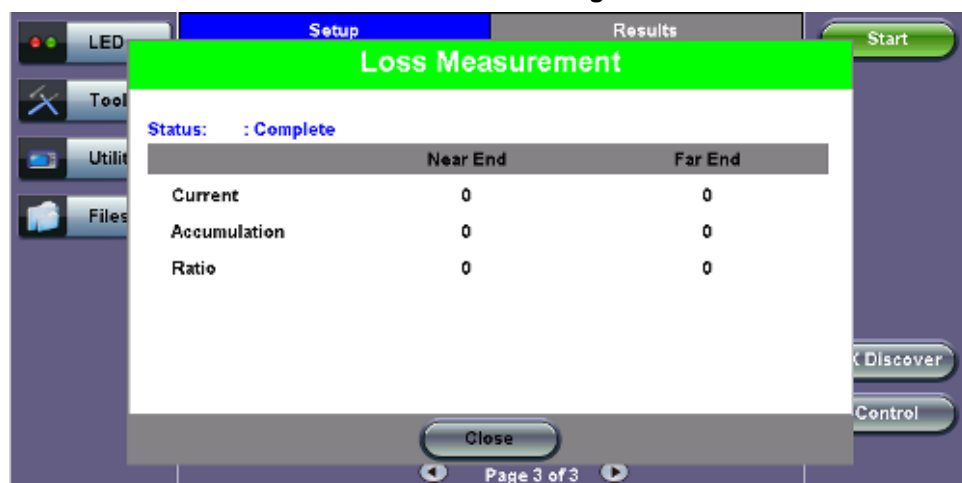 Setup Results
LED
Start
Loss Measurement
Tool
Status: : Complete
Utilit
Near End Far End
Current 0 0
Files
Accumulation 0 0
Ratio 0 0
Discover
Control
Close
Page 3 of 3